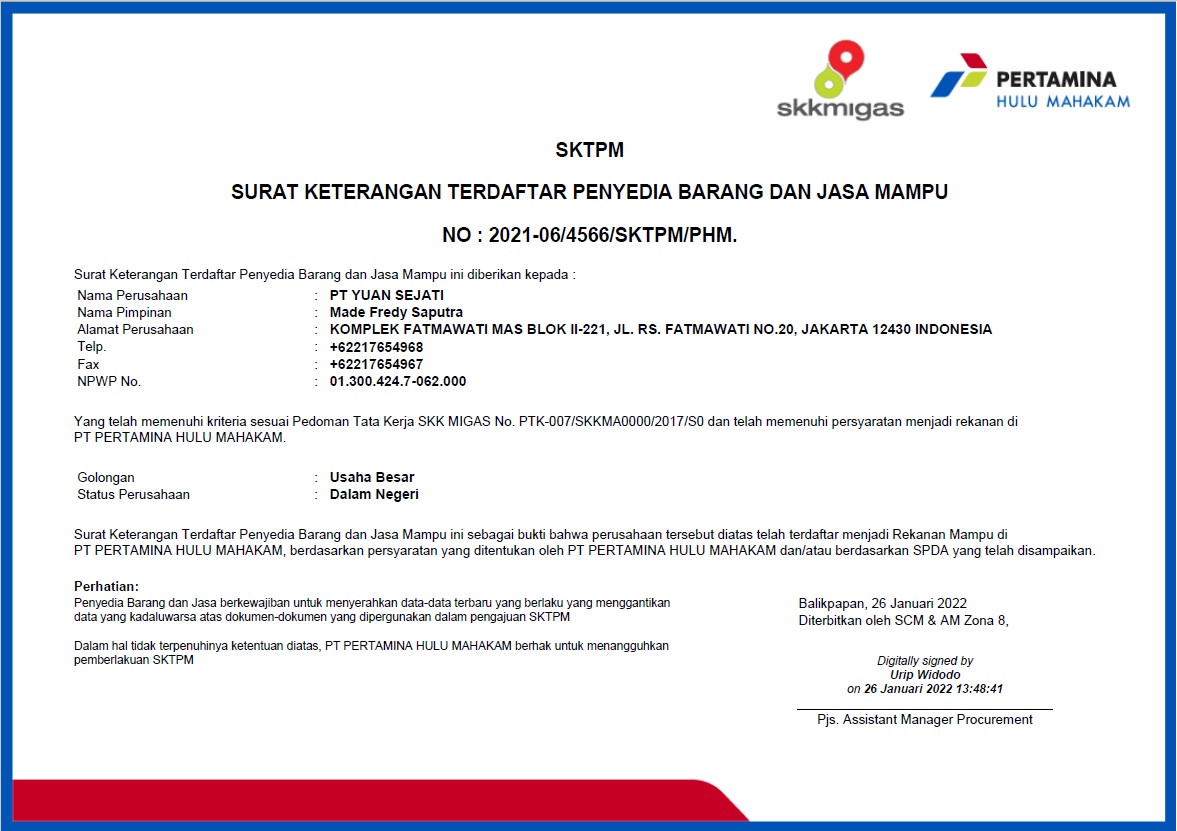 skkmigas
PERTAMINA
HULU MAHAKAM
SKTPM
SURAT KETERANGAN TERDAFTAR PENYEDIA BARANG DAN JASA MAMPU
NO : 2021-06/4566/SKTPM/PHM.
Surat Keterangan Terdaftar Penyedia Barang dan Jasa Mampu ini diberikan kepada :
Nama Perusahaan : PT YUAN SEJATI
Nama Pimpinan : Made Fredy Saputra
Alamat Perusahaan : KOMPLEK FATMAWATI MAS BLOK II-221, JL. RS. FATMAWATI NO.20, JAKARTA 12430 INDONESIA
Telp. : +62217654968
Fax : +62217654967
NPWP No. : 01.300.424.7-062.000
Yang telah memenuhi kriteria sesuai Pedoman Tata Kerja SKK MIGAS No. PTK-007/SKKMA0000/2017/S0 dan telah memenuhi persyaratan menjadi rekanan di
PT PERTAMINA HULU MAHAKAM.
Golongan : Usaha Besar
Status Perusahaan : Dalam Negeri
Surat Keterangan Terdaftar Penyedia Barang dan Jasa Mampu ini sebagai bukti bahwa perusahaan tersebut diatas telah terdaftar menjadi Rekanan Mampu di
PT PERTAMINA HULU MAHAKAM, berdasarkan persyaratan yang ditentukan oleh PT PERTAMINA HULU MAHAKAM dan/atau berdasarkan SPDA yang telah disampaikan.
Perhatian:
Penyedia Barang dan Jasa berkewajiban untuk menyerahkan data-data terbaru yang berlaku yang menggantikan
data yang kadaluwarsa atas dokumen-dokumen yang dipergunakan dalam pengajuan SKTPM
Dalam hal tidak terpenuhinya ketentuan diatas, PT PERTAMINA HULU MAHAKAM berhak untuk menangguhkan
pemberlakuan SKTPM
Balikpapan, 26 Januari 2022
Diterbitkan oleh SCM & AM Zona 8,
Digitally signed by
Urip Widodo
on 26 Januari 2022 13:48:41
Pjs. Assistant Manager Procurement